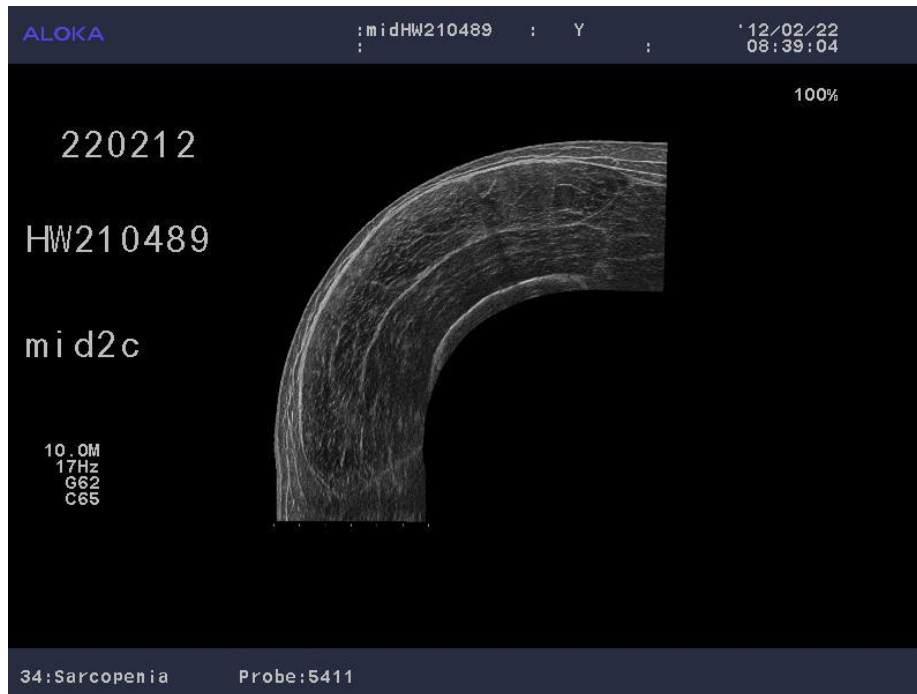 ALOKA
:midHW210489 : Y '12/02/22
: : 08:39:04
100%
220212
HW210489
mid2c
10.0M
17Hz
G62
C65
34:Sarcopenia Probe:5411